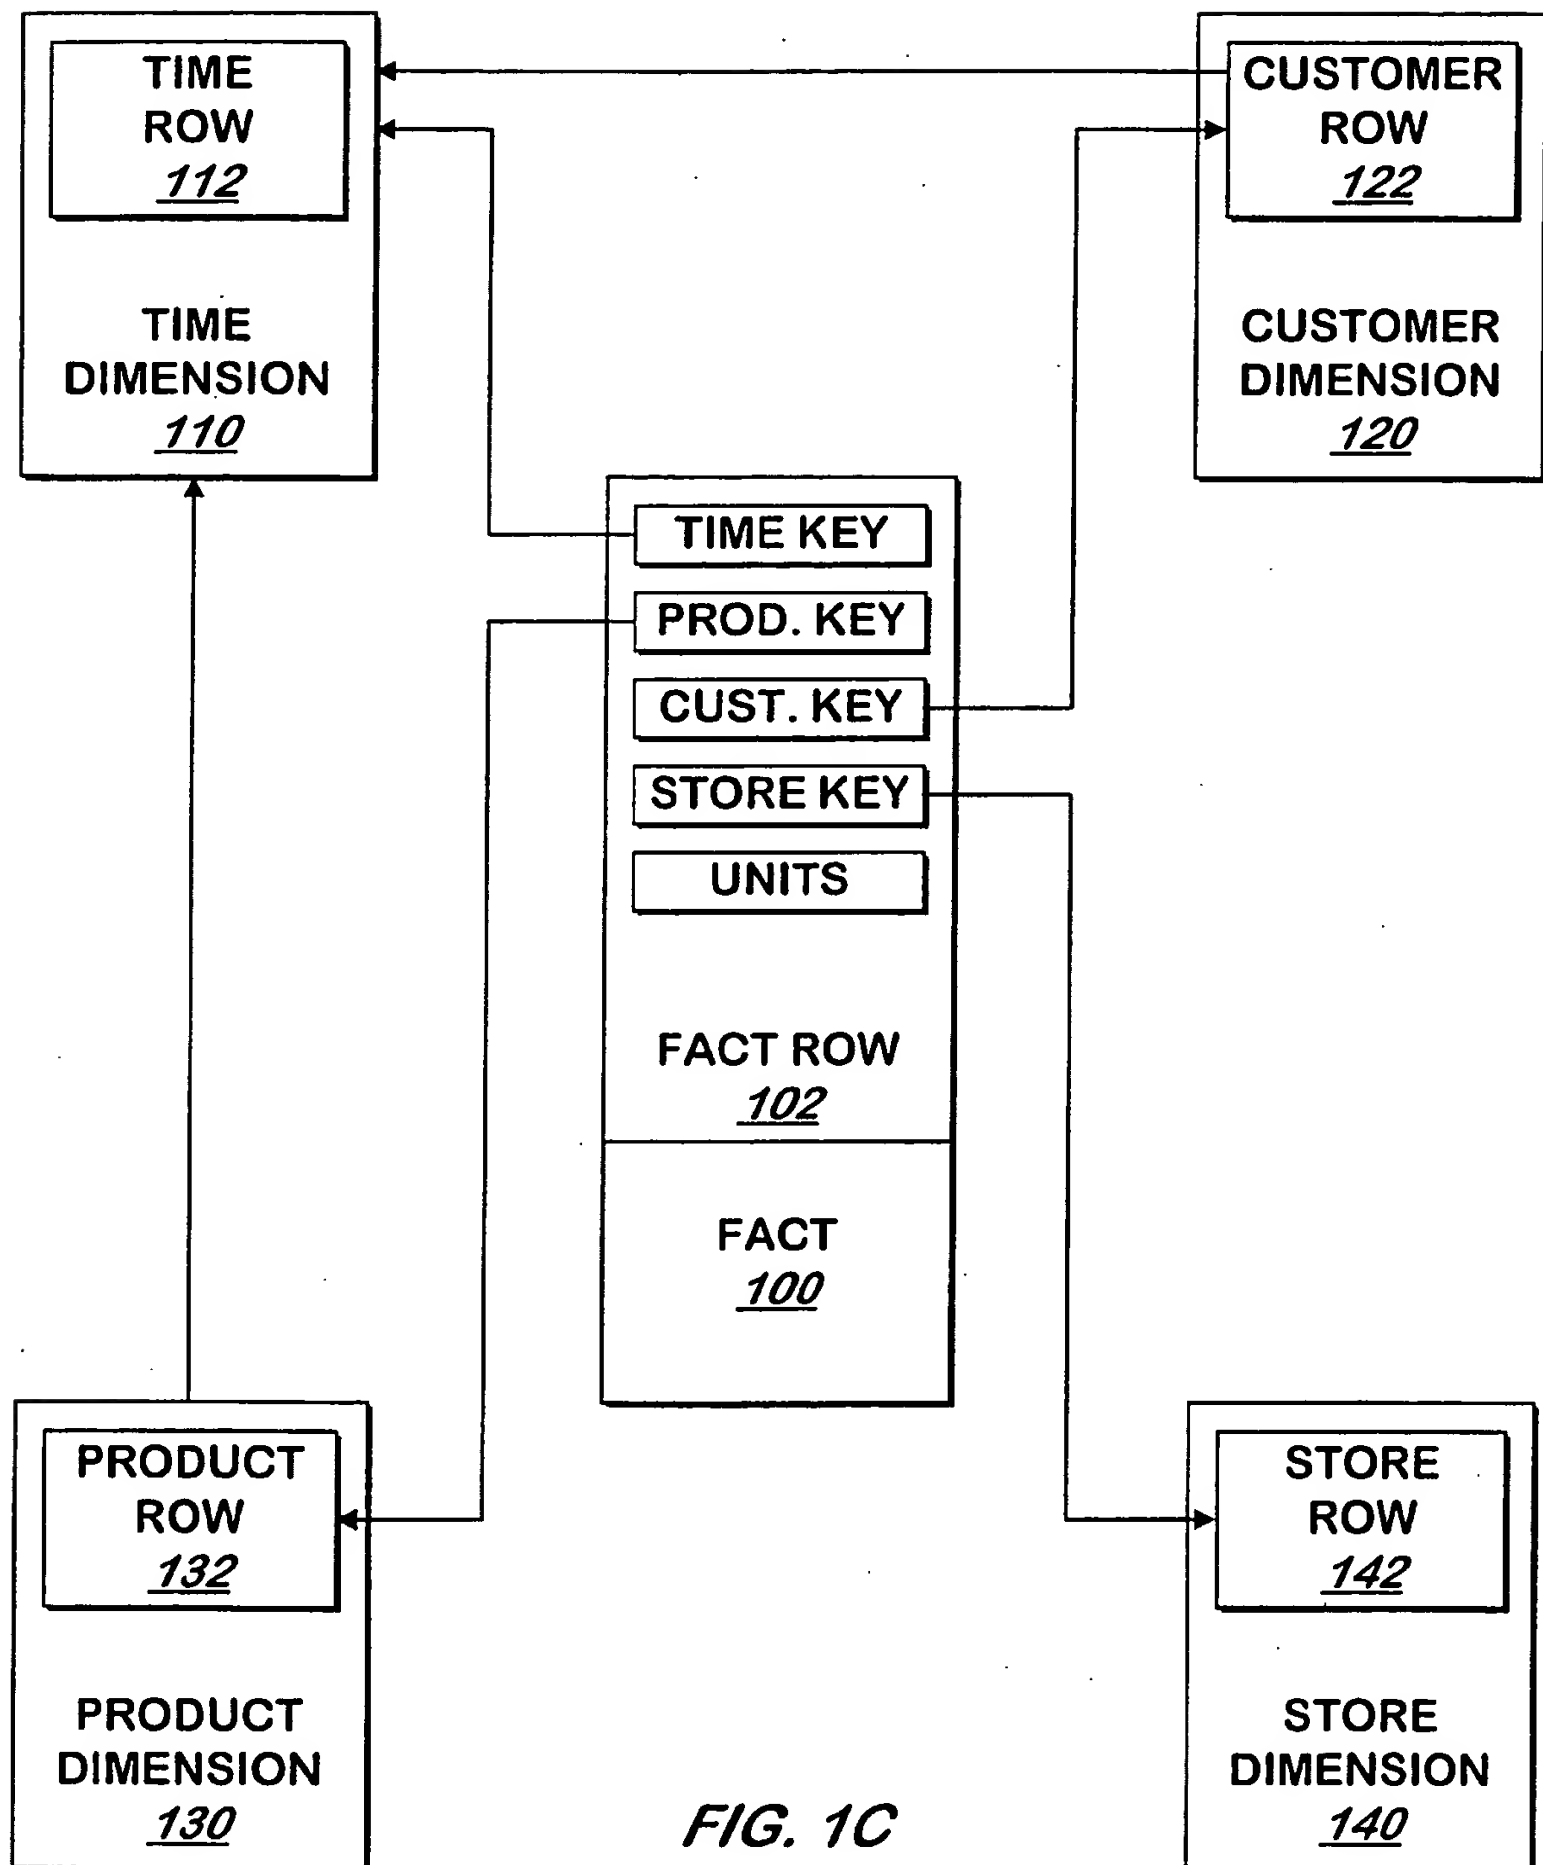 TIME
ROW
112
TIME
DIMENSION
110
CUSTOMER
ROW
122
CUSTOMER
DIMENSION
120
TIME KEY
PROD. KEY
CUST. KEY
STORE KEY
UNITS
FACT ROW
102
FACT
100
PRODUCT
ROW
132
PRODUCT
DIMENSION
130
STORE
ROW
142
STORE
DIMENSION
140
FIG. 1C